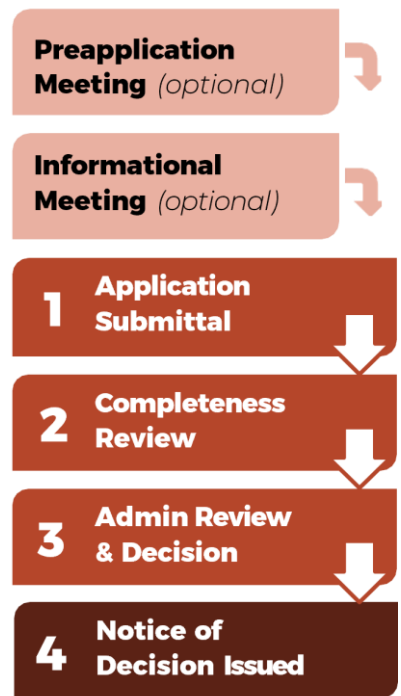 Preapplication
Meeting (optional)
Informational
Meeting (optional)
1 Application
Submittal
2 Completeness
Review
3 Admin Review
& Decision
4 Notice of
Decision Issued